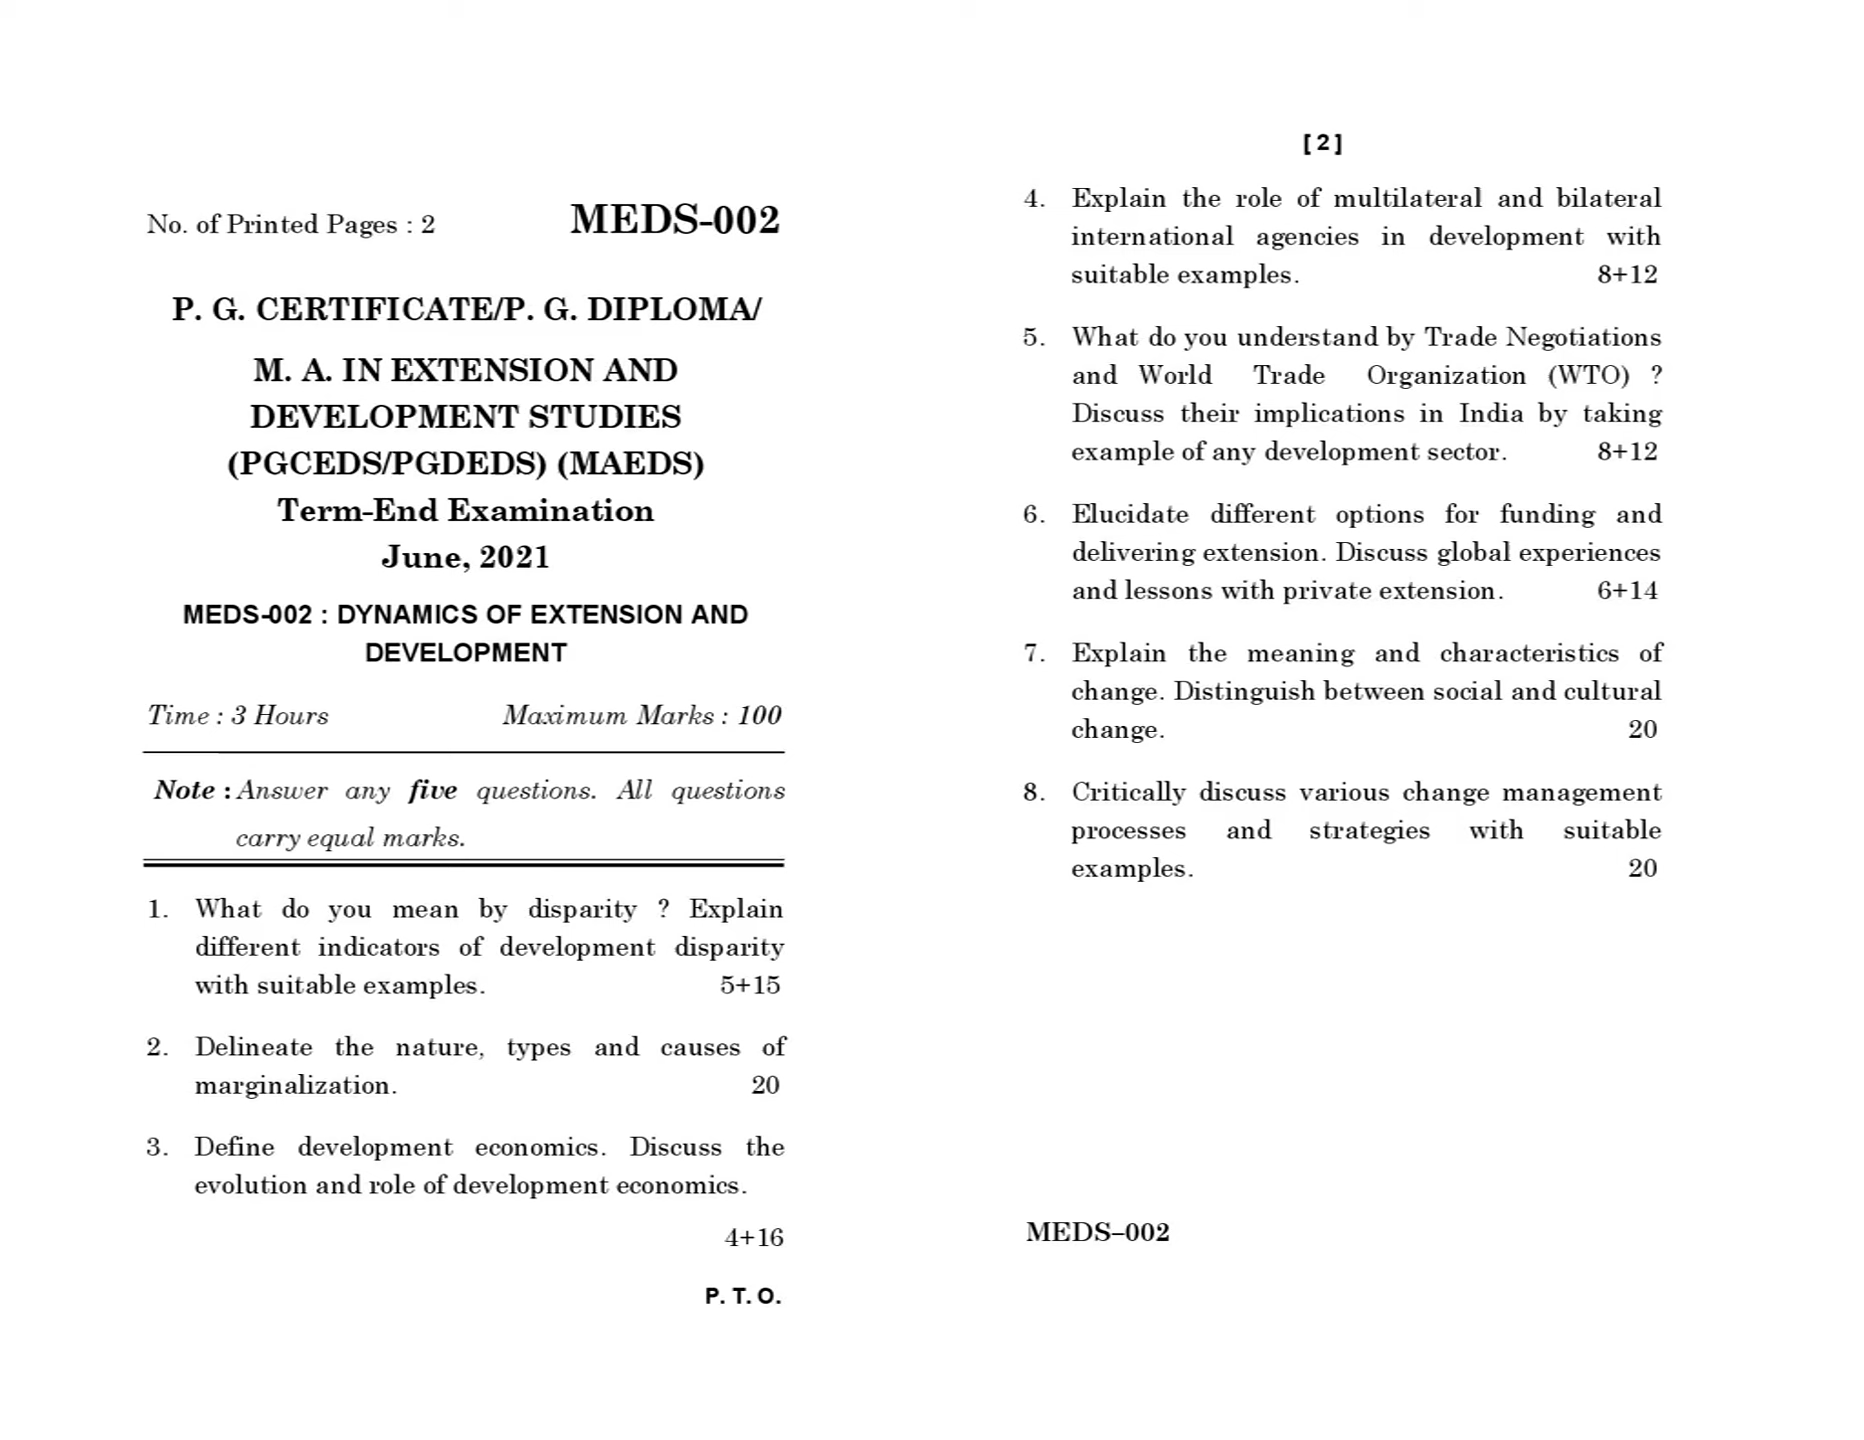 No. of Printed Pages : 2 MEDS-002
P. G. CERTIFICATE/P. G. DIPLOMA/
M. A. IN EXTENSION AND
DEVELOPMENT STUDIES
(PGCEDS/PGDEDS) (MAEDS)
Term-End Examination
June, 2021
MEDS-002 : DYNAMICS OF EXTENSION AND
DEVELOPMENT
Time : 3 Hours Maximum Marks : 100
Note : Answer any five questions. All questions
carry equal marks.
1. What do you mean by disparity ? Explain
different indicators of development disparity
with suitable examples. 5+15
2. Delineate the nature, types and causes of
marginalization. 20
3. Define development economics. Discuss the
evolution and role of development economics.
4+16
P. T. O.
[ 2 ]
4. Explain the role of multilateral and bilateral
international agencies in development with
suitable examples. 8+12
5. What do you understand by Trade Negotiations
and World Trade Organization (WTO) ?
Discuss their implications in India by taking
example of any development sector. 8+12
6. Elucidate different options for funding and
delivering extension. Discuss global experiences
and lessons with private extension. 6+14
7. Explain the meaning and characteristics of
change. Distinguish between social and cultural
change. 20
8. Critically discuss various change management
processes and strategies with suitable
examples. 20
MEDS–002